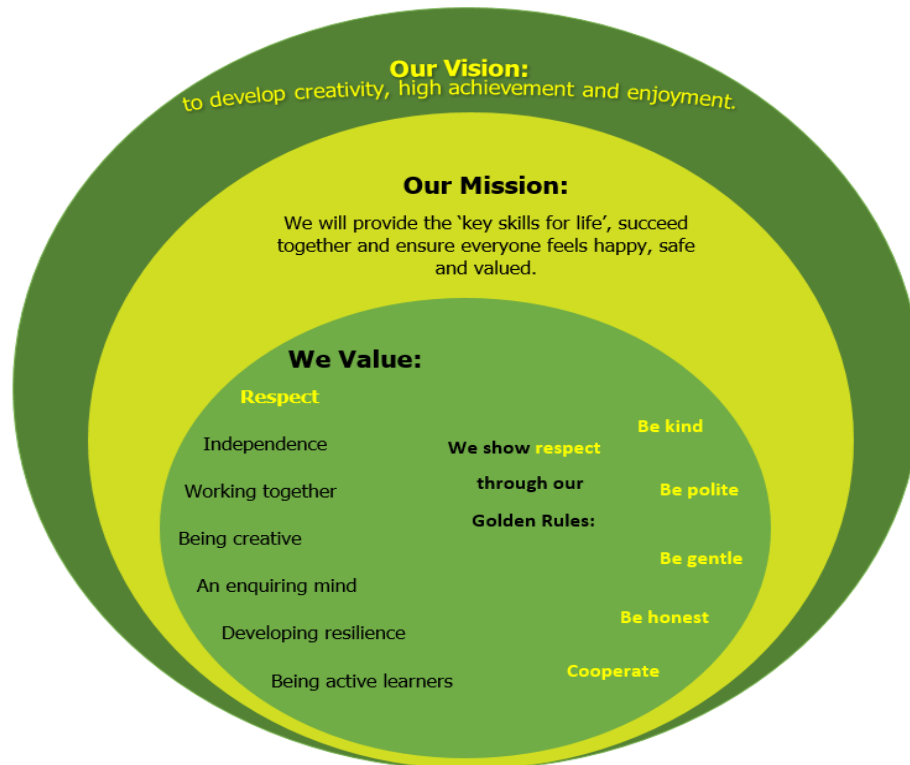 Our Vision:
to develop creativity, high achievement and enjoyment.
Our Mission:
We will provide the ‘key skills for life’, succeed
together and ensure everyone feels happy, safe
and valued.
We Value:
Respect
Independence
Working together
Being creative
An enquiring mind
Developing resilience
Being active learners
We show respect
through our
Golden Rules:
Be kind
Be polite
Be gentle
Be honest
Cooperate